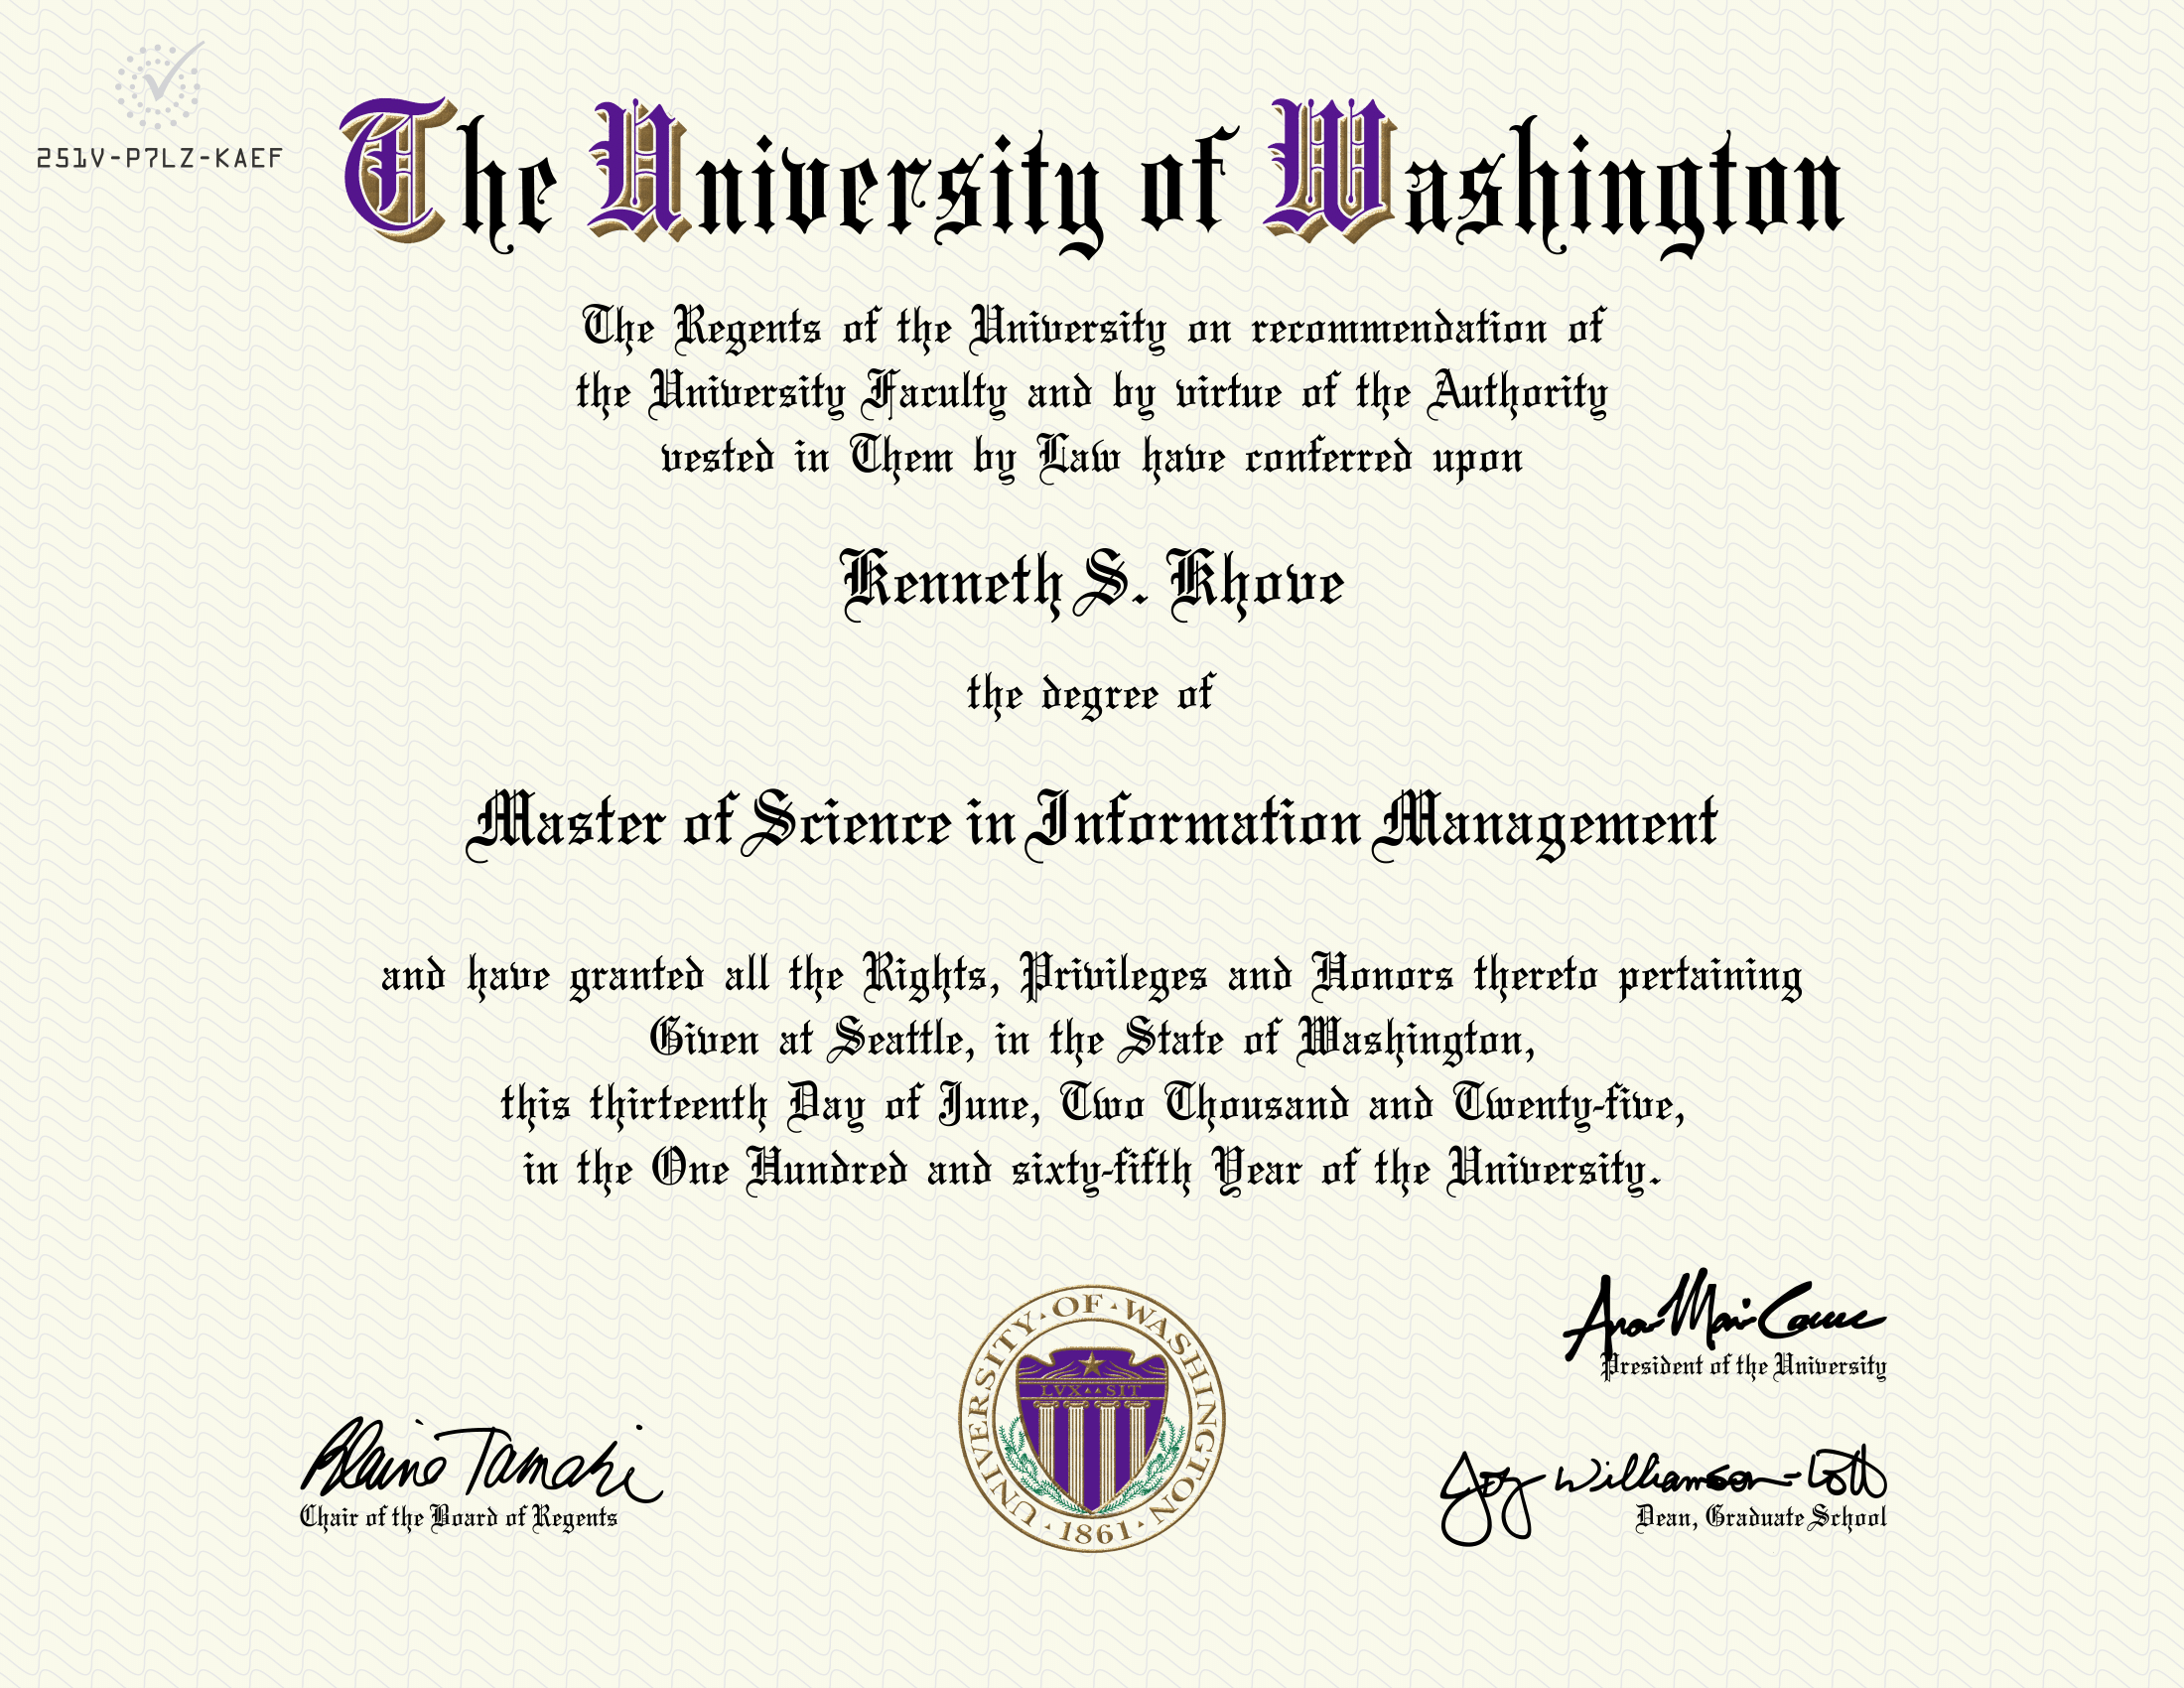 251V-P7LZ-KAEF
The University of Washington
The Regents of the University on recommendation of
the University Faculty and by virtue of the Authority
vested in Them by Law have conferred upon
Kenneth S. Khove
the degree of
Master of Science in Information Management
and have granted all the Rights, Privileges and Honors thereto pertaining
Given at Seattle, in the State of Washington,
this thirteenth Day of June, Two Thousand and Twenty-five,
in the One Hundred and sixty-fifth Year of the University.
Ana Mari Cauce
President of the University
Blaine Tamaki
Chair of the Board of Regents
UNIVERSITY · OF · WASHINGTON
LVX SIT
· 1861 ·
Joy Williamson-Lott
Dean, Graduate School